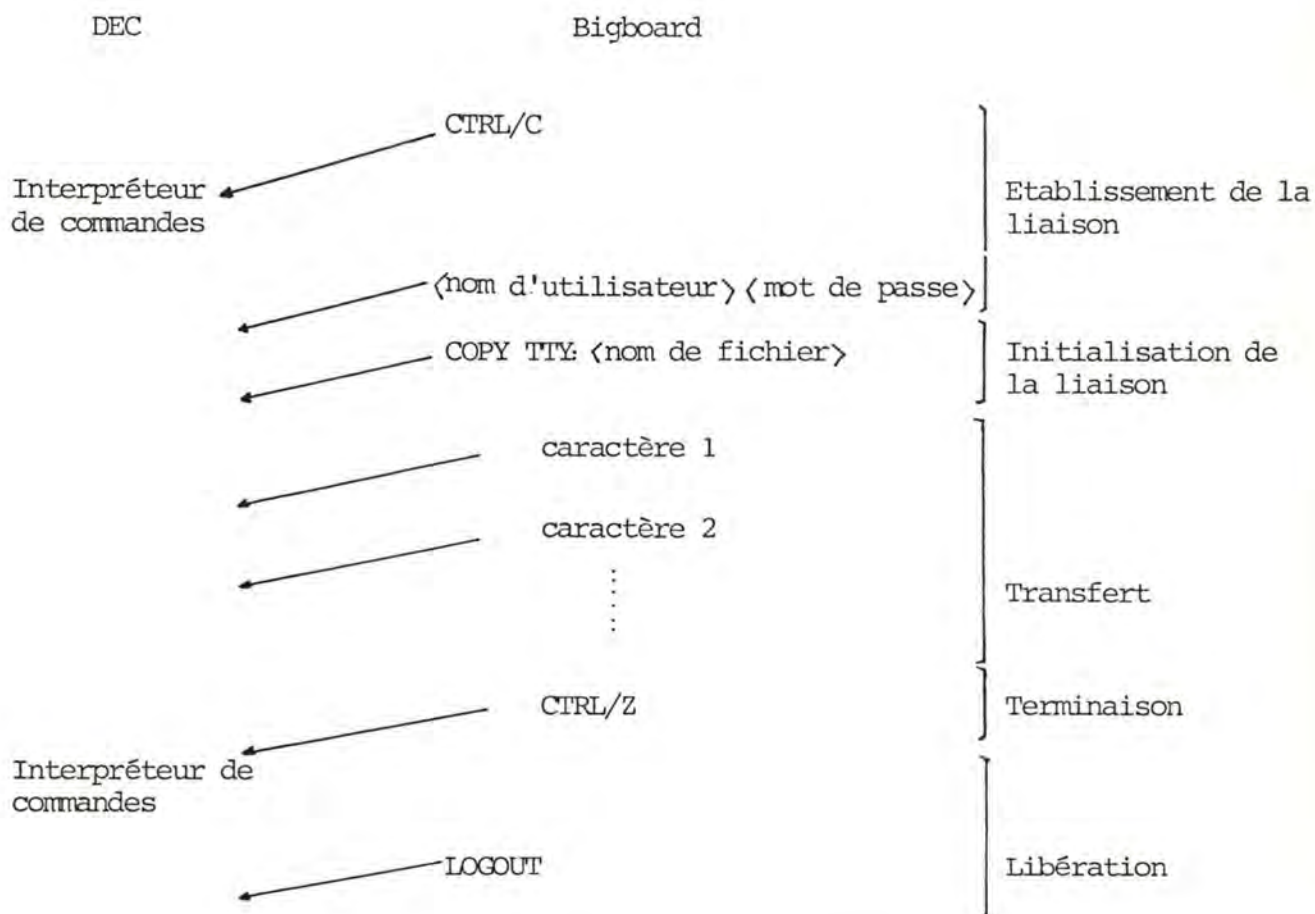 DEC Bigboard
CTRL/C
Interpréteur
de commandes
Etablissement de la
liaison
<nom d'utilisateur> <mot de passe>
COPY TTY: <nom de fichier>
Initialisation de
la liaison
caractère 1
caractère 2
Transfert
CTRL/Z
Terminaison
Interpréteur de
commandes
LOGOUT
Libération